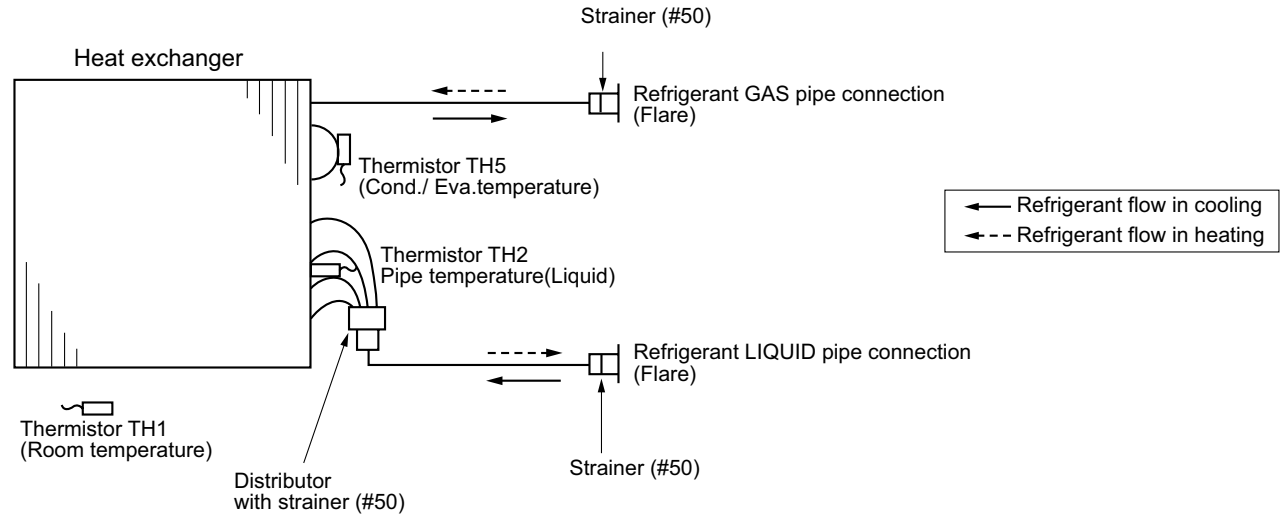 Strainer (#50)
Heat exchanger
Refrigerant GAS pipe connection
(Flare)
Thermistor TH5
(Cond./ Eva.temperature)
Refrigerant flow in cooling
Refrigerant flow in heating
Thermistor TH2
Pipe temperature(Liquid)
Refrigerant LIQUID pipe connection
(Flare)
Thermistor TH1
(Room temperature)
Strainer (#50)
Distributor
with strainer (#50)